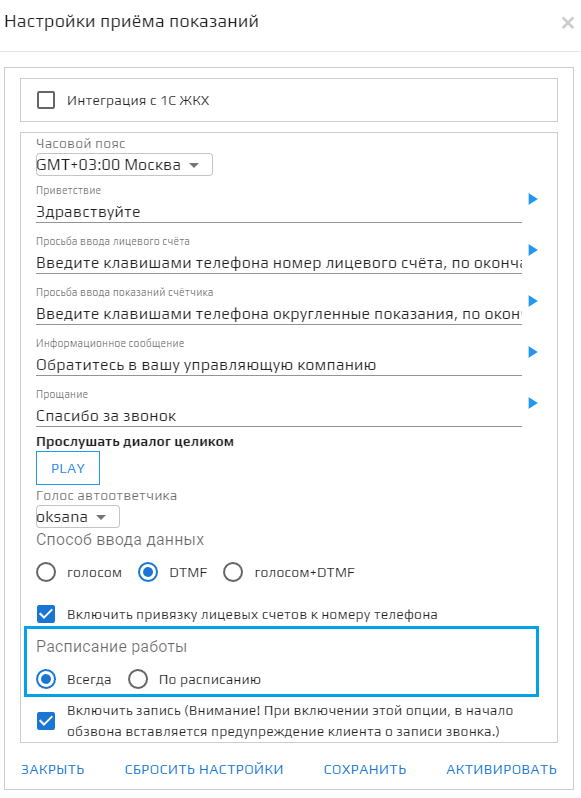 Настройки приёма показаний
Интеграция с 1С ЖКХ
Часовой пояс
GMT+03:00 Москва
Приветствие
Здравствуйте
Просьба ввода лицевого счёта
Введите клавишами телефона номер лицевого счёта, по оконча
Просьба ввода показаний счётчика
Введите клавишами телефона округленные показания, по окон
Информационное сообщение
Обратитесь в вашу управляющую компанию
Прощание
Спасибо за звонок
Прослушать диалог целиком
PLAY
Голос автоответчика
oksana
Способ ввода данных
голосом DTMF голосом+DTMF
Включить привязку лицевых счетов к номеру телефона
Расписание работы
Всегда По расписанию
Включить запись (Внимание! При включении этой опции, в начало
обзвона вставляется предупреждение клиента о записи звонка.)
ЗАКРЫТЬ СБРОСИТЬ НАСТРОЙКИ СОХРАНИТЬ АКТИВИРОВАТЬ